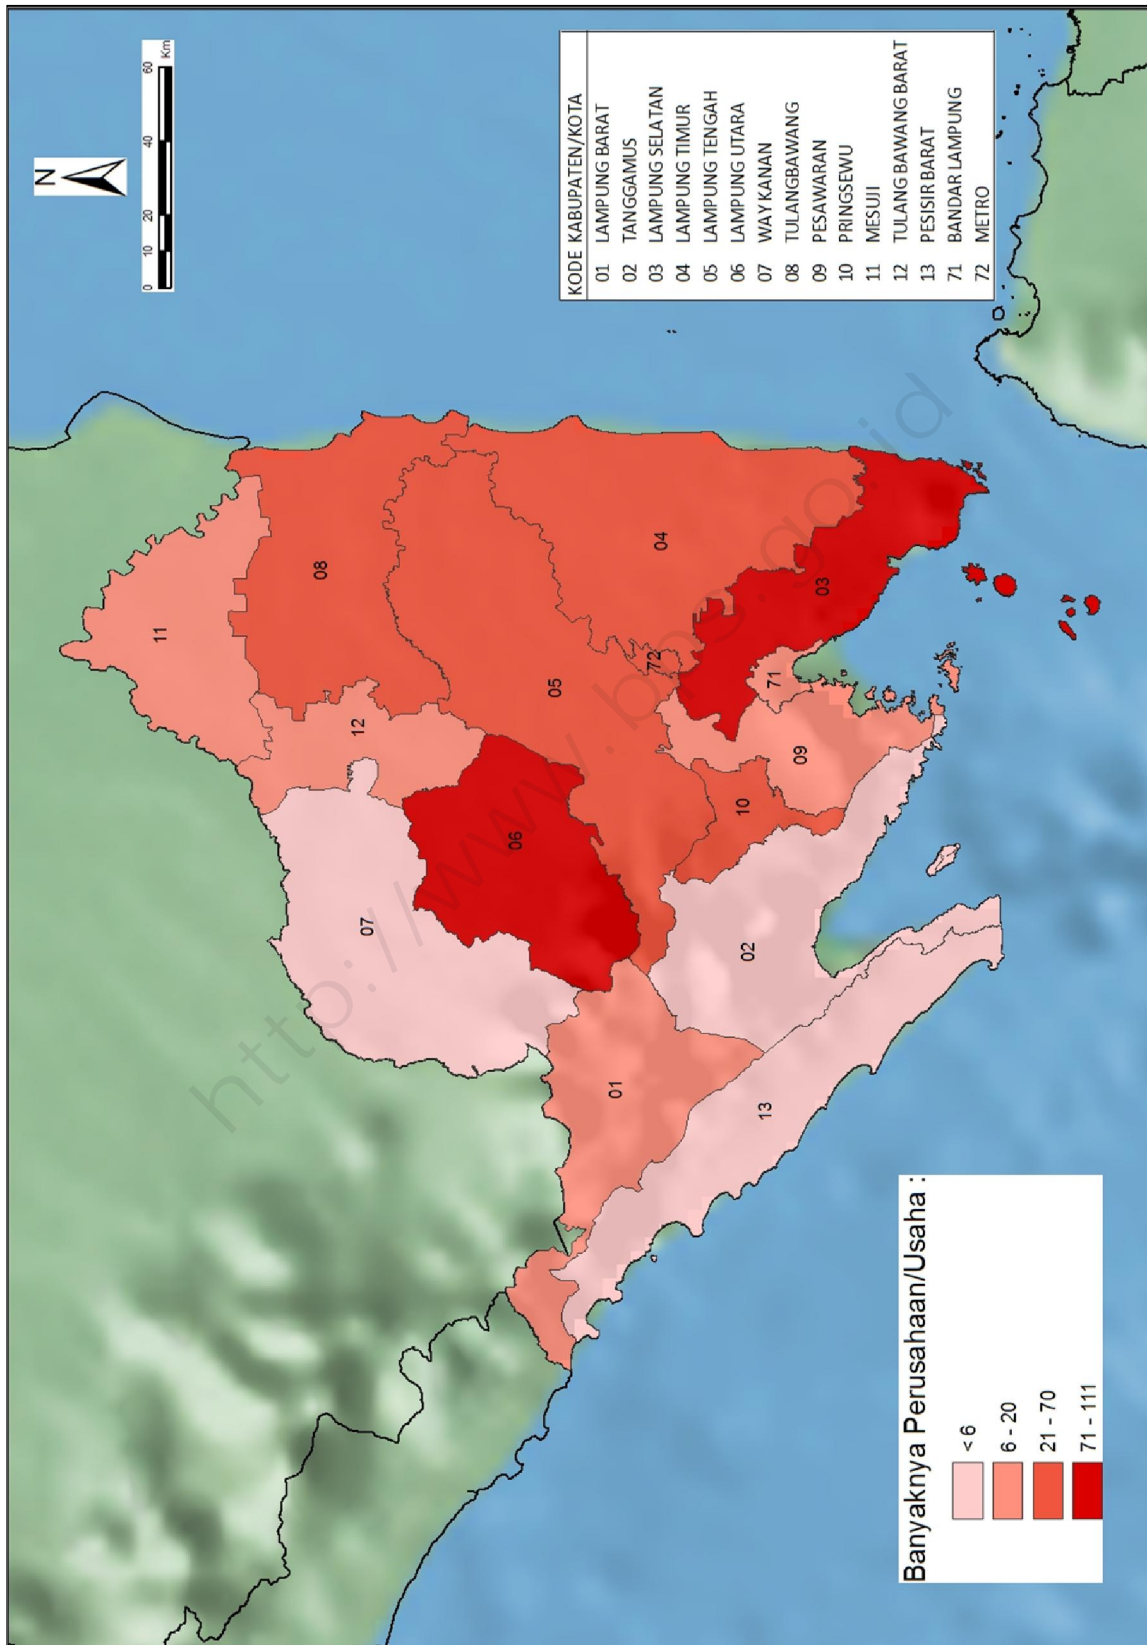 N
0 10 20 40 60
Km
KODE KABUPATEN/KOTA
01 LAMPUNG BARAT
02 TANGGAMUS
03 LAMPUNG SELATAN
04 LAMPUNG TIMUR
05 LAMPUNG TENGAH
06 LAMPUNG UTARA
07 WAY KANAN
08 TULANGBAWANG
09 PESAWARAN
10 PRINGSEWU
11 MESUJI
12 TULANG BAWANG BARAT
13 PESISIR BARAT
71 BANDAR LAMPUNG
72 METRO
11
08
12
07
06
05
04
72
03
71
09
10
02
01
13
http://www.bps.go.id
Banyaknya Perusahaan/Usaha :
< 6
6 - 20
21 - 70
71 - 111